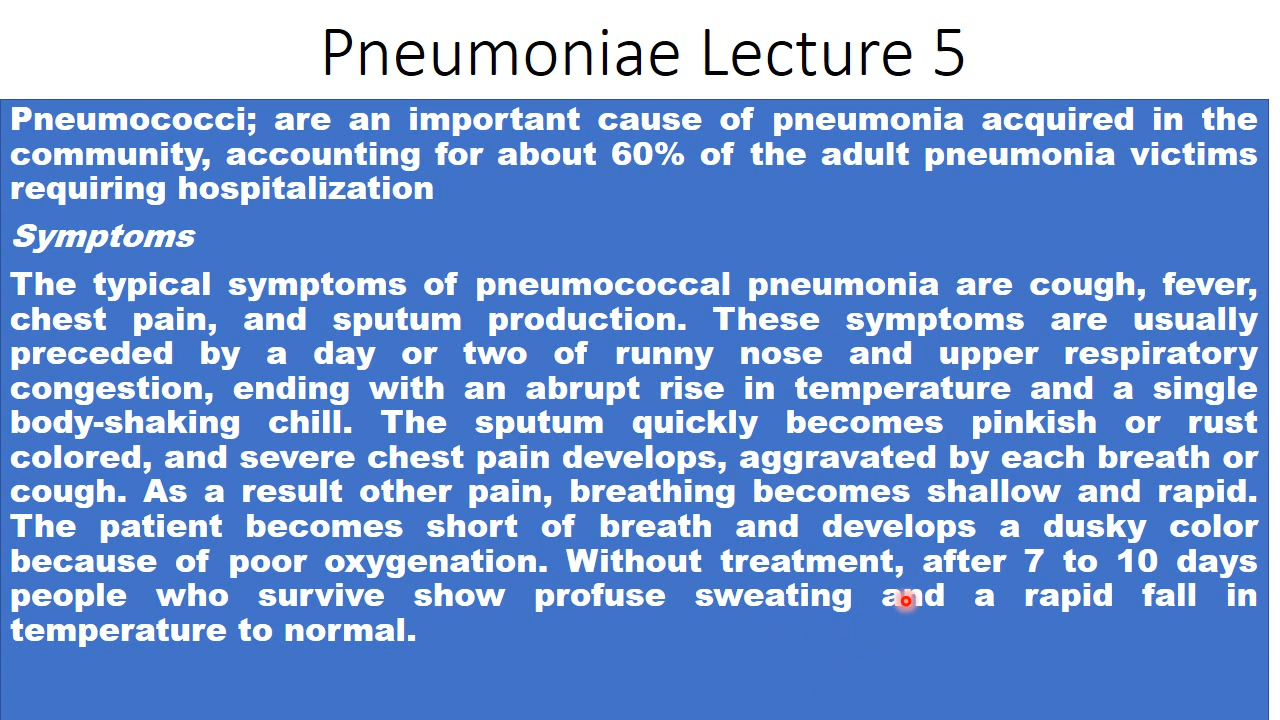 Pneumoniae Lecture 5
Pneumococci; are an important cause of pneumonia acquired in the
community, accounting for about 60% of the adult pneumonia victims
requiring hospitalization
Symptoms
The typical symptoms of pneumococcal pneumonia are cough, fever,
chest pain, and sputum production. These symptoms are usually
preceded by a day or two of runny nose and upper respiratory
congestion, ending with an abrupt rise in temperature and a single
body-shaking chill. The sputum quickly becomes pinkish or rust
colored, and severe chest pain develops, aggravated by each breath or
cough. As a result other pain, breathing becomes shallow and rapid.
The patient becomes short of breath and develops a dusky color
because of poor oxygenation. Without treatment, after 7 to 10 days
people who survive show profuse sweating and a rapid fall in
temperature to normal.